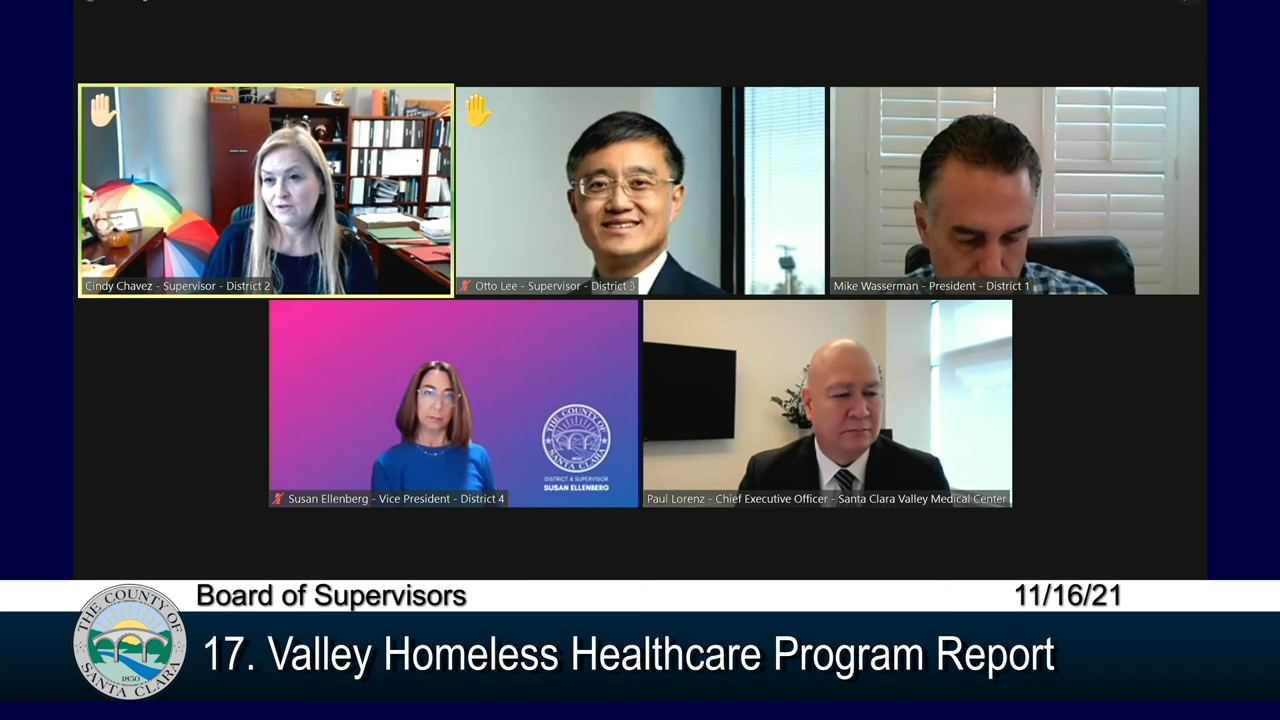 Cindy Chavez - Supervisor - District 2
Otto Lee - Supervisor - District 3
Mike Wasserman - President - District 1
THE COUNTY OF SANTA CLARA
1850
DISTRICT 4 SUPERVISOR
SUSAN ELLENBERG
Susan Ellenberg - Vice President - District 4
Paul Lorenz - Chief Executive Officer - Santa Clara Valley Medical Center
Board of Supervisors
11/16/21
THE COUNTY OF SANTA CLARA
1850
17. Valley Homeless Healthcare Program Report